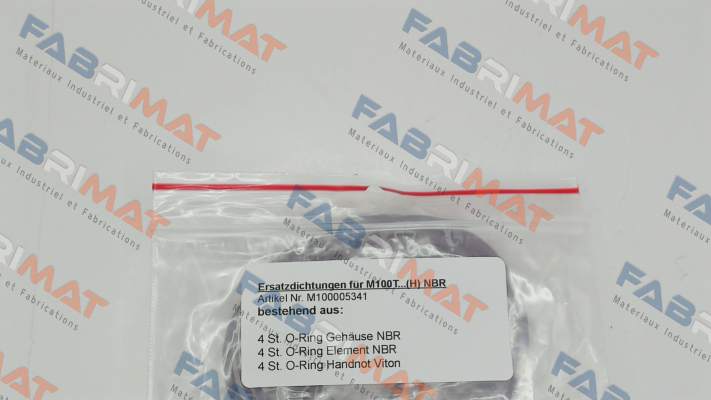 FABRIMAT
Matériaux Industriel et Fabrications
Ersatzdichtungen für M100T...(H) NBR
Artikel Nr. M100005341
bestehend aus:
4 St. O-Ring Gehäuse NBR
4 St. O-Ring Element NBR
4 St. O-Ring Handnot Viton